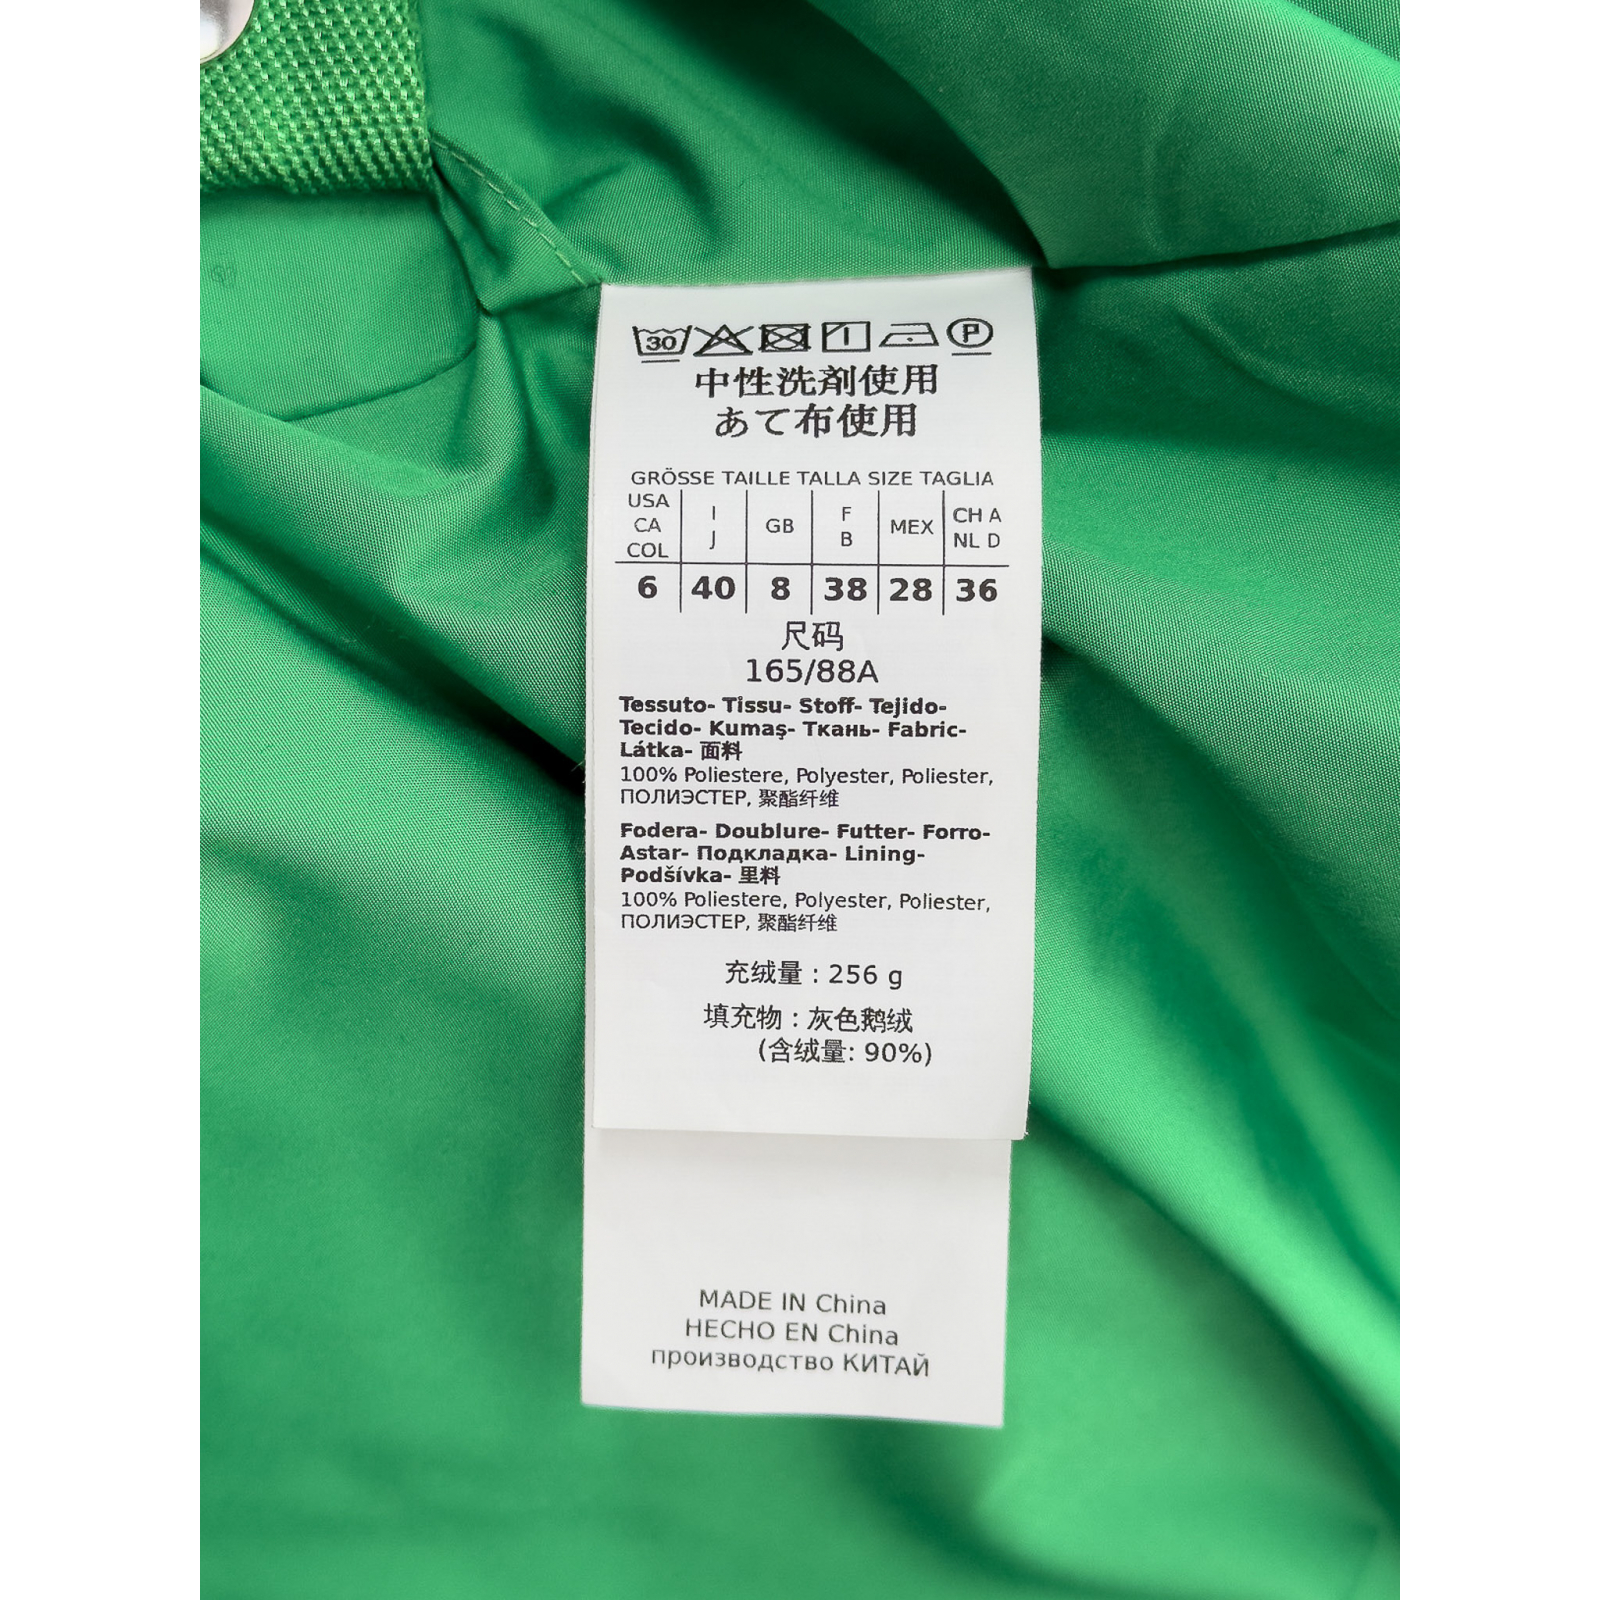 30 P
中性洗剤使用
あて布使用
GRÖSSE TAILLE TALLA SIZE TAGLIA
USA CA COL I J GB F B MEX CH A NL D
6 40 8 38 28 36
尺码
165/88A
Tessuto- Tissu- Stoff- Tejido-
Tecido- Kumaş- Ткань- Fabric-
Látka- 面料
100% Poliestere, Polyester, Poliester,
ПОЛИЭСТЕР, 聚酯纤维
Fodera- Doublure- Futter- Forro-
Astar- Подкладка- Lining-
Podšívka- 里料
100% Poliestere, Polyester, Poliester,
ПОЛИЭСТЕР, 聚酯纤维
充绒量 : 256 g
填充物 : 灰色鹅绒
(含绒量: 90%)
MADE IN China
HECHO EN China
производство КИТАЙ